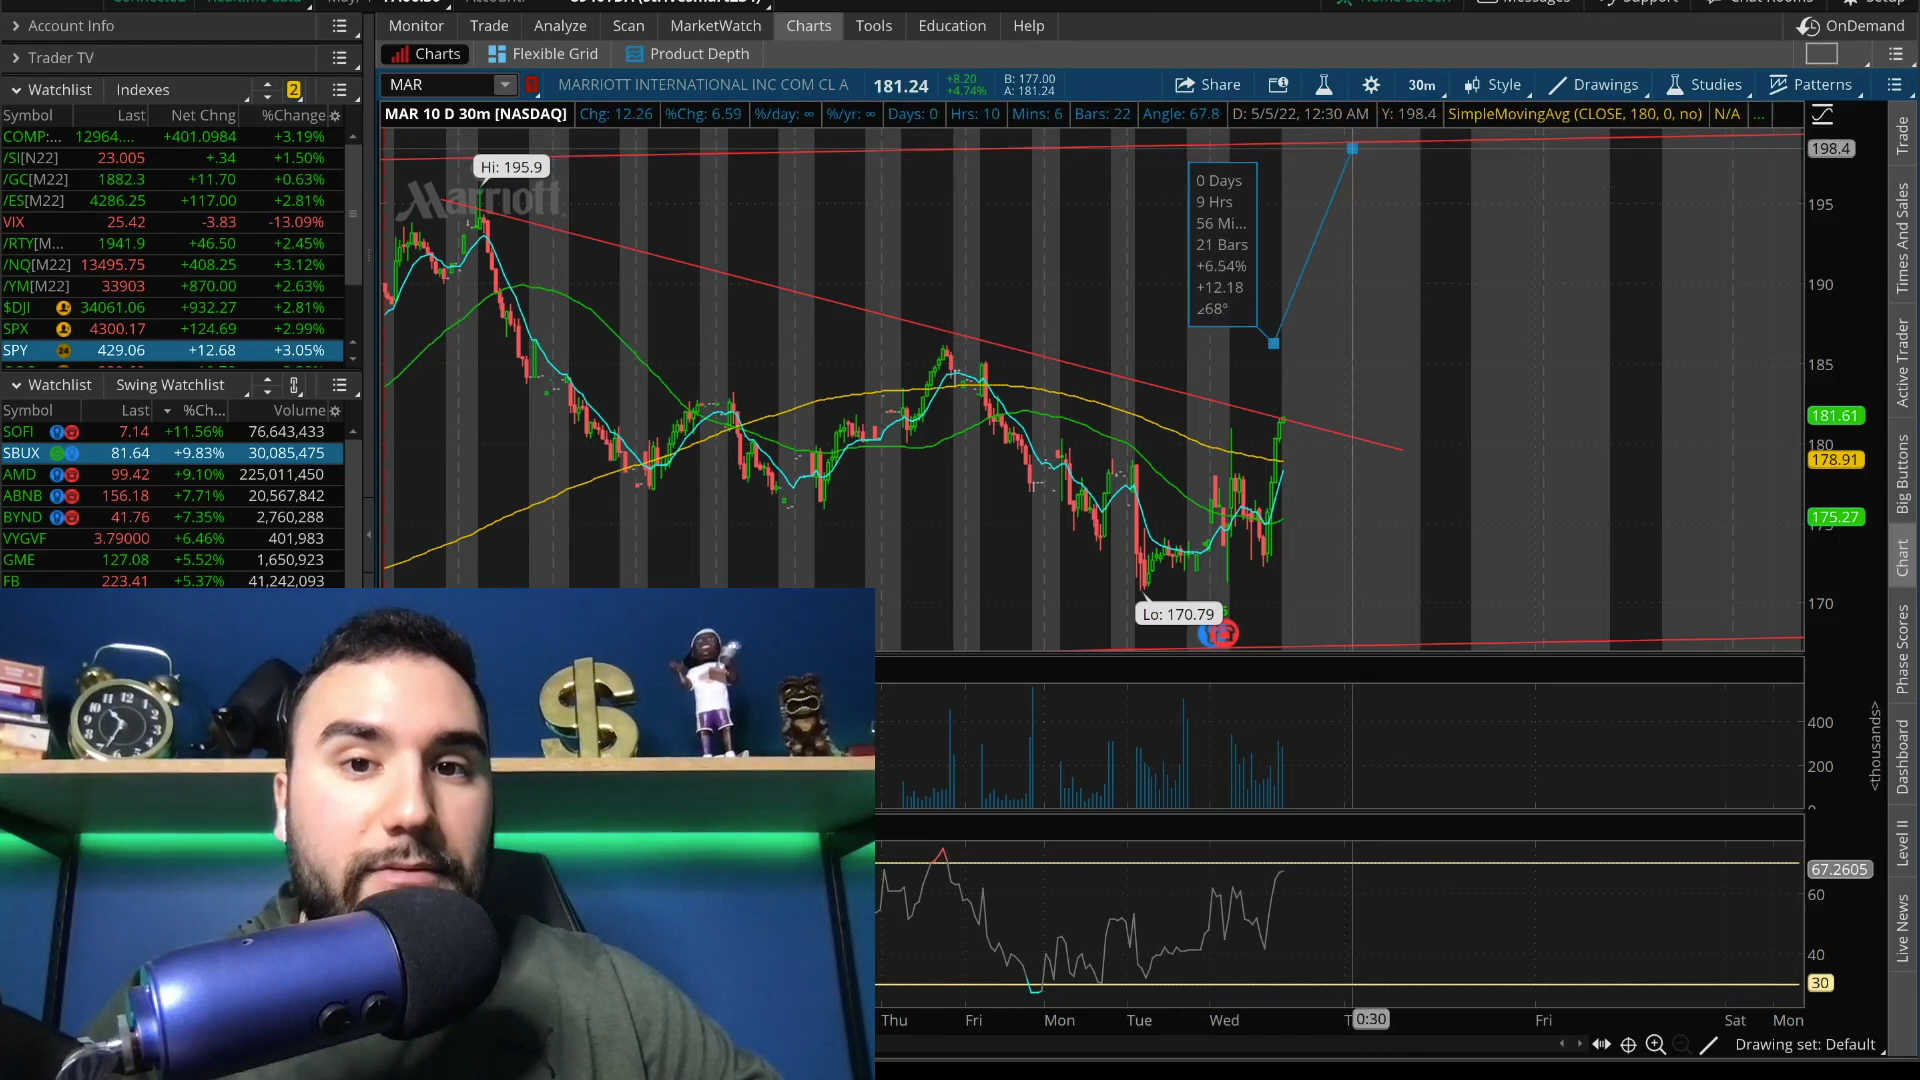 Account Info
Trader TV
Monitor Trade Analyze Scan MarketWatch Charts Tools Education Help
OnDemand
Charts Flexible Grid Product Depth
MAR MARRIOTT INTERNATIONAL INC COM CL A 181.24 +8.20 +4.74% B: 177.00 A: 181.24 Share 30m Style Drawings Studies Patterns
MAR 10 D 30m [NASDAQ] Chg: 12.26 %Chg: 6.59 %/day: ∞ %/yr: ∞ Days: 0 Hrs: 10 Mins: 6 Bars: 22 Angle: 67.8 D: 5/5/22, 12:30 AM Y: 198.4 SimpleMovingAvg (CLOSE, 180, 0, no) N/A ...
Watchlist Indexes 2
Symbol Last Net Chng %Change
COMP:... 12964.... +401.0984 +3.19%
/SI[N22] 23.005 +.34 +1.50%
/GC[M22] 1882.3 +11.70 +0.63%
/ES[M22] 4286.25 +117.00 +2.81%
VIX 25.42 -3.83 -13.09%
/RTY[M... 1941.9 +46.50 +2.45%
/NQ[M22] 13495.75 +408.25 +3.12%
/YM[M22] 33903 +870.00 +2.63%
$DJI 34061.06 +932.27 +2.81%
SPX 4300.17 +124.69 +2.99%
SPY 24 429.06 +12.68 +3.05%
Watchlist Swing Watchlist
Symbol Last %Ch... Volume
SOFI 7.14 +11.56% 76,643,433
SBUX 81.64 +9.83% 30,085,475
AMD 99.42 +9.10% 225,011,450
ABNB 156.18 +7.71% 20,567,842
BYND 41.76 +7.35% 2,760,288
VYGVF 3.79000 +6.46% 401,983
GME 127.08 +5.52% 1,650,923
FB 223.41 +5.37% 41,242,093
Hi: 195.9
Marriott
0 Days
9 Hrs
56 Mi...
21 Bars
+6.54%
+12.18
∠68°
Lo: 170.79
198.4
195
190
185
181.61
180
178.91
175.27
170
400
200
0
<thousands>
67.2605
60
40
30
Thu Fri Mon Tue Wed T 0:30 Fri Sat Mon
Drawing set: Default
Trade
Times And Sales
Active Trader
Big Buttons
Chart
Phase Scores
Dashboard
Level II
Live News